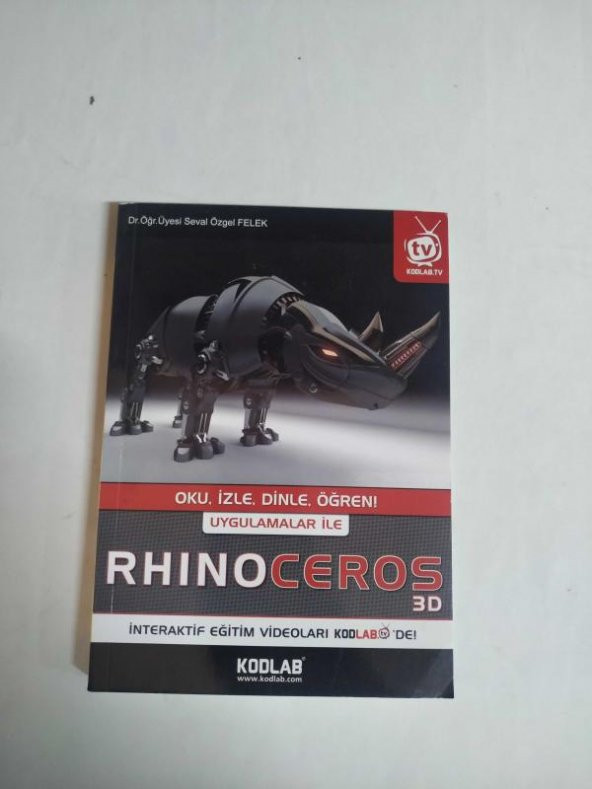 Dr.Öğr.Üyesi Seval Özgel FELEK
tv
KODLAB.TV
OKU, İZLE, DİNLE, ÖĞREN!
UYGULAMALAR İLE
RHINOCEROS
3D
İNTERAKTİF EĞİTİM VİDEOLARI KODLAB tv 'DE!
KODLAB®
www.kodlab.com